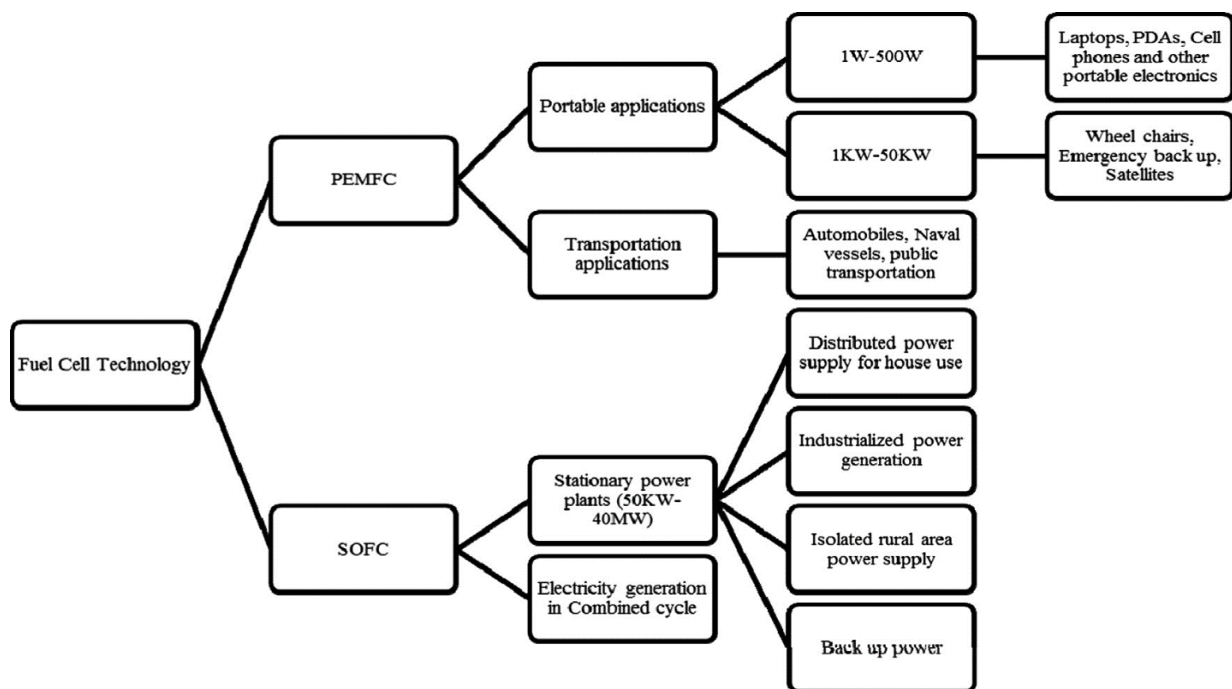 Fuel Cell Technology
PEMFC
Portable applications
1W-500W
Laptops, PDAs, Cell
phones and other
portable electronics
1KW-50KW
Wheel chairs,
Emergency back up,
Satellites
Transportation
applications
Automobiles, Naval
vessels, public
transportation
SOFC
Stationary power
plants (50KW-
40MW)
Distributed power
supply for house use
Industrialized power
generation
Isolated rural area
power supply
Back up power
Electricity generation
in Combined cycle